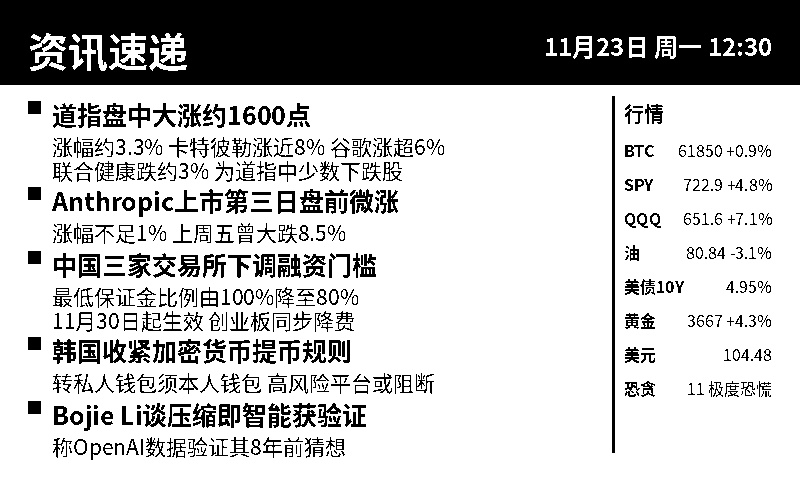 资讯速递
11月23日 周一 12:30
道指盘中大涨约1600点
涨幅约3.3% 卡特彼勒涨近8% 谷歌涨超6%
联合健康跌约3% 为道指中少数下跌股
Anthropic上市第三日盘前微涨
涨幅不足1% 上周五曾大跌8.5%
中国三家交易所下调融资门槛
最低保证金比例由100%降至80%
11月30日起生效 创业板同步降费
韩国收紧加密货币提币规则
转私人钱包须本人钱包 高风险平台或阻断
Bojie Li谈压缩即智能获验证
称OpenAI数据验证其8年前猜想
行情
BTC 61850 +0.9%
SPY 722.9 +4.8%
QQQ 651.6 +7.1%
油 80.84 -3.1%
美债10Y 4.95%
黄金 3667 +4.3%
美元 104.48
恐贪 11 极度恐慌